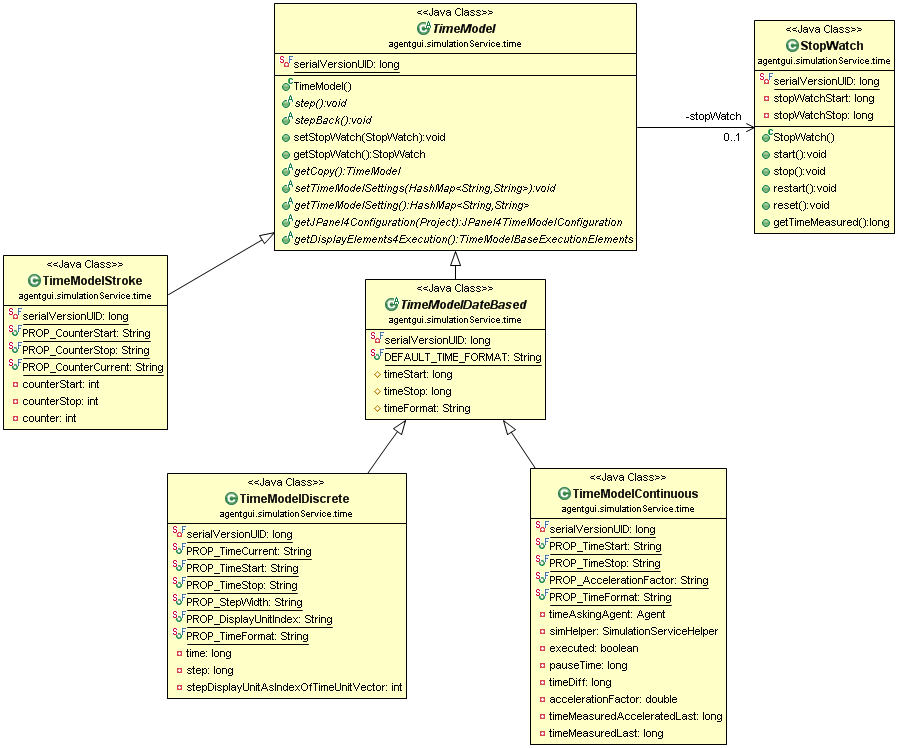 <<Java Class>>
TimeModel
agentgui.simulationService.time
serialVersionUID: long
TimeModel()
step():void
stepBack():void
setStopWatch(StopWatch):void
getStopWatch():StopWatch
getCopy():TimeModel
setTimeModelSettings(HashMap<String,String>):void
getTimeModelSetting():HashMap<String,String>
getJPanel4Configuration(Project):JPanel4TimeModelConfiguration
getDisplayElements4Execution():TimeModelBaseExecutionElements
-stopWatch
0..1
<<Java Class>>
StopWatch
agentgui.simulationService.time
serialVersionUID: long
stopWatchStart: long
stopWatchStop: long
StopWatch()
start():void
stop():void
restart():void
reset():void
getTimeMeasured():long
<<Java Class>>
TimeModelStroke
agentgui.simulationService.time
serialVersionUID: long
PROP_CounterStart: String
PROP_CounterStop: String
PROP_CounterCurrent: String
counterStart: int
counterStop: int
counter: int
<<Java Class>>
TimeModelDateBased
agentgui.simulationService.time
serialVersionUID: long
DEFAULT_TIME_FORMAT: String
timeStart: long
timeStop: long
timeFormat: String
<<Java Class>>
TimeModelDiscrete
agentgui.simulationService.time
serialVersionUID: long
PROP_TimeCurrent: String
PROP_TimeStart: String
PROP_TimeStop: String
PROP_StepWidth: String
PROP_DisplayUnitIndex: String
PROP_TimeFormat: String
time: long
step: long
stepDisplayUnitAsIndexOfTimeUnitVector: int
<<Java Class>>
TimeModelContinuous
agentgui.simulationService.time
serialVersionUID: long
PROP_TimeStart: String
PROP_TimeStop: String
PROP_AccelerationFactor: String
PROP_TimeFormat: String
timeAskingAgent: Agent
simHelper: SimulationServiceHelper
executed: boolean
pauseTime: long
timeDiff: long
accelerationFactor: double
timeMeasuredAcceleratedLast: long
timeMeasuredLast: long